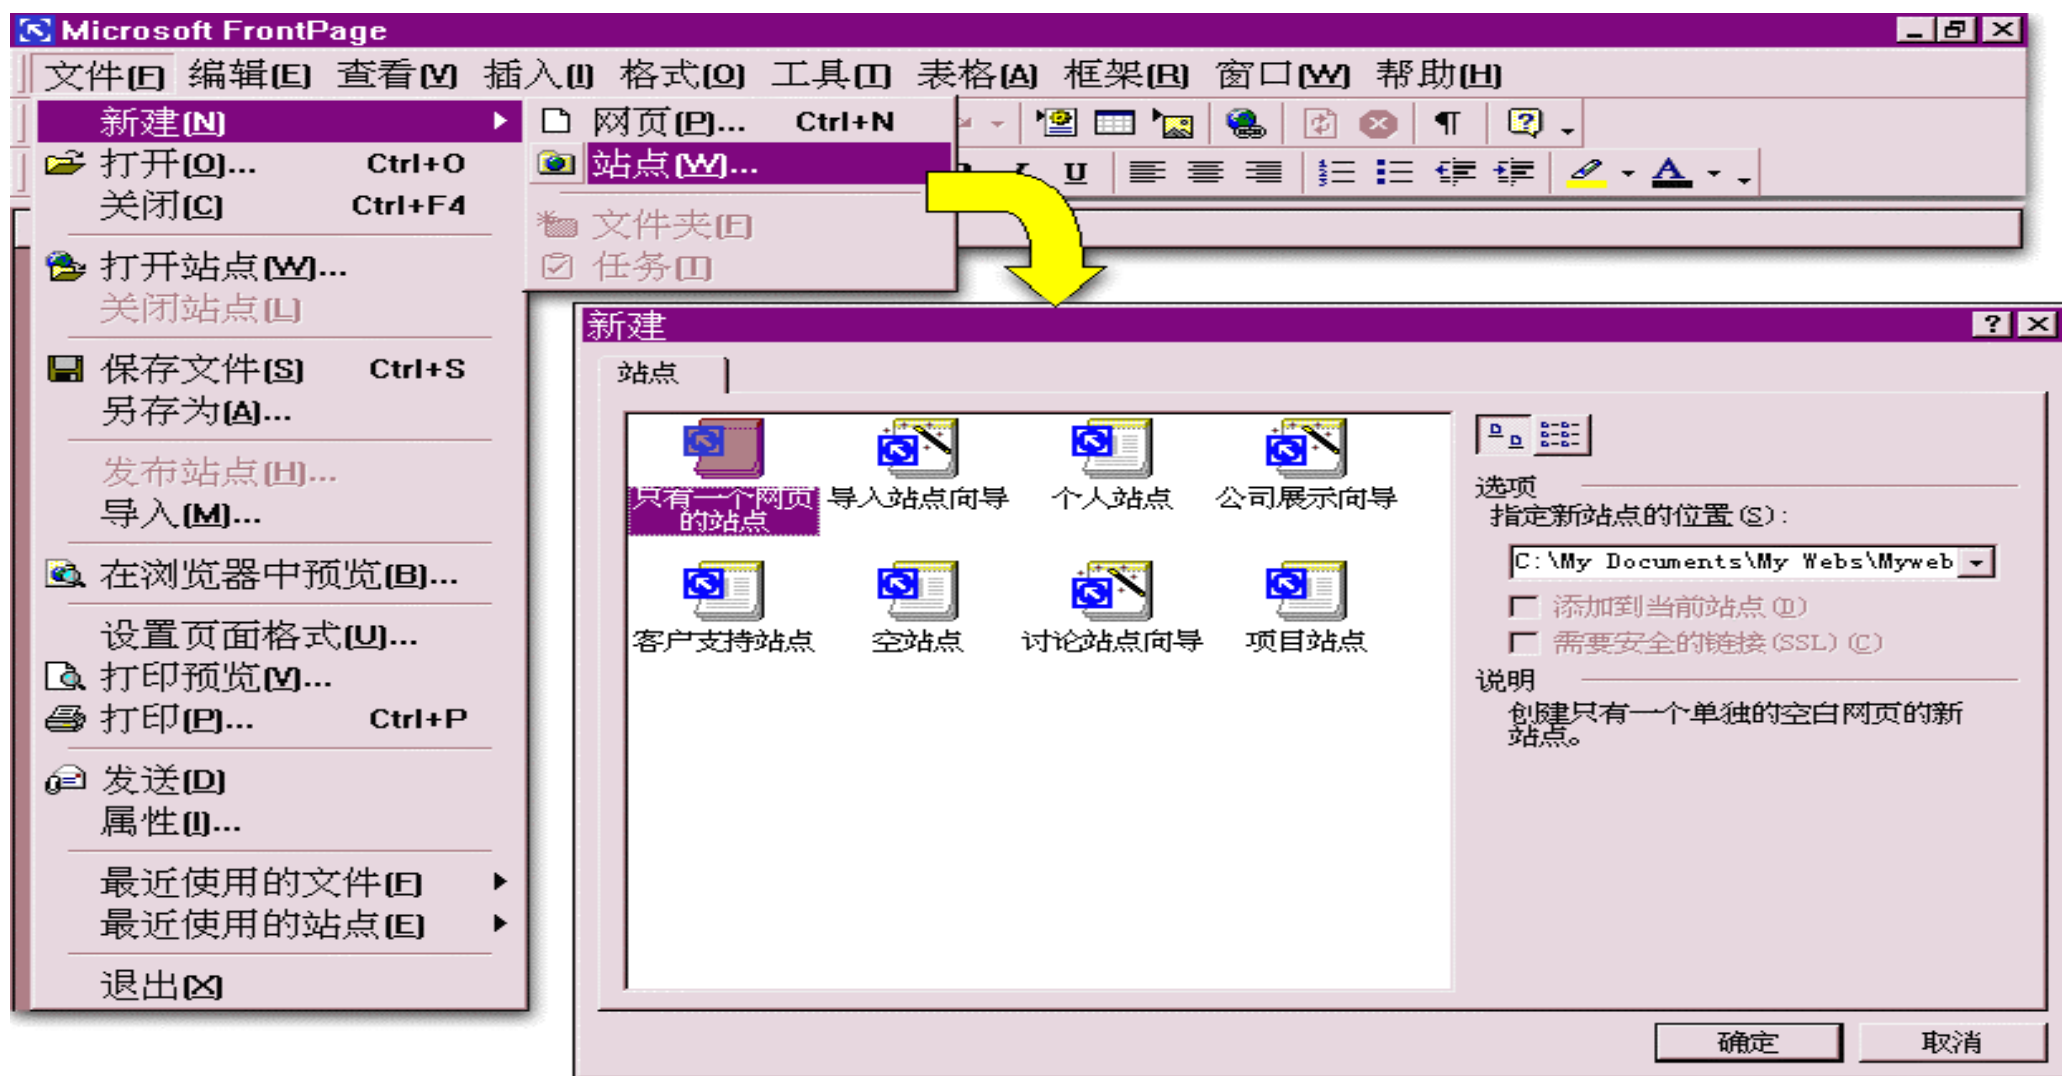 Microsoft FrontPage
文件(F) 编辑(E) 查看(V) 插入(I) 格式(O) 工具(T) 表格(A) 框架(R) 窗口(W) 帮助(H)
新建(N)
打开(O)... Ctrl+O
关闭(C) Ctrl+F4
打开站点(W)...
关闭站点(L)
保存文件(S) Ctrl+S
另存为(A)...
发布站点(H)...
导入(M)...
在浏览器中预览(B)...
设置页面格式(U)...
打印预览(V)...
打印(P)... Ctrl+P
发送(D)
属性(I)...
最近使用的文件(F)
最近使用的站点(E)
退出(X)
网页(P)... Ctrl+N
站点(W)...
文件夹(F)
任务(T)
新建
站点
只有一个网页
的站点
导入站点向导
个人站点
公司展示向导
客户支持站点
空站点
讨论站点向导
项目站点
选项
指定新站点的位置(S):
C:\My Documents\My Webs\Myweb
添加到当前站点(D)
需要安全的链接(SSL)(C)
说明
创建只有一个单独的空白网页的新
站点。
确定 取消